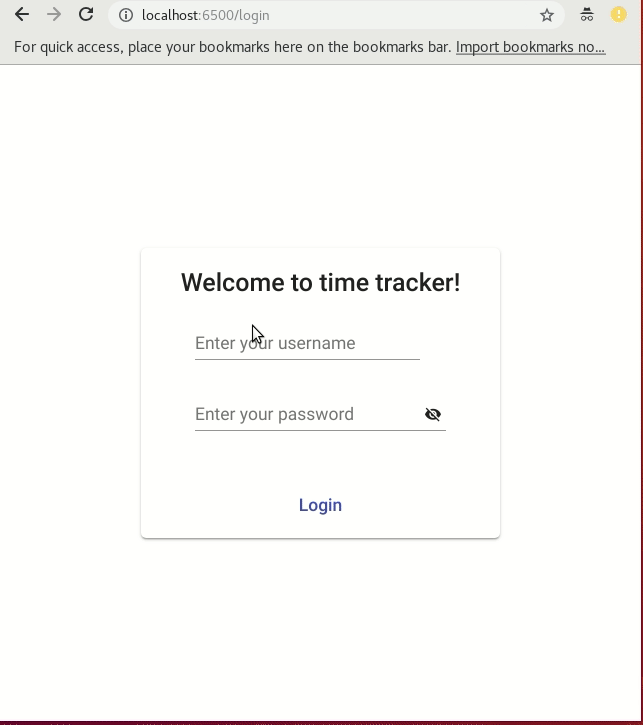 localhost:6500/login
For quick access, place your bookmarks here on the bookmarks bar. Import bookmarks no...
Welcome to time tracker!
Enter your username
Enter your password
Login